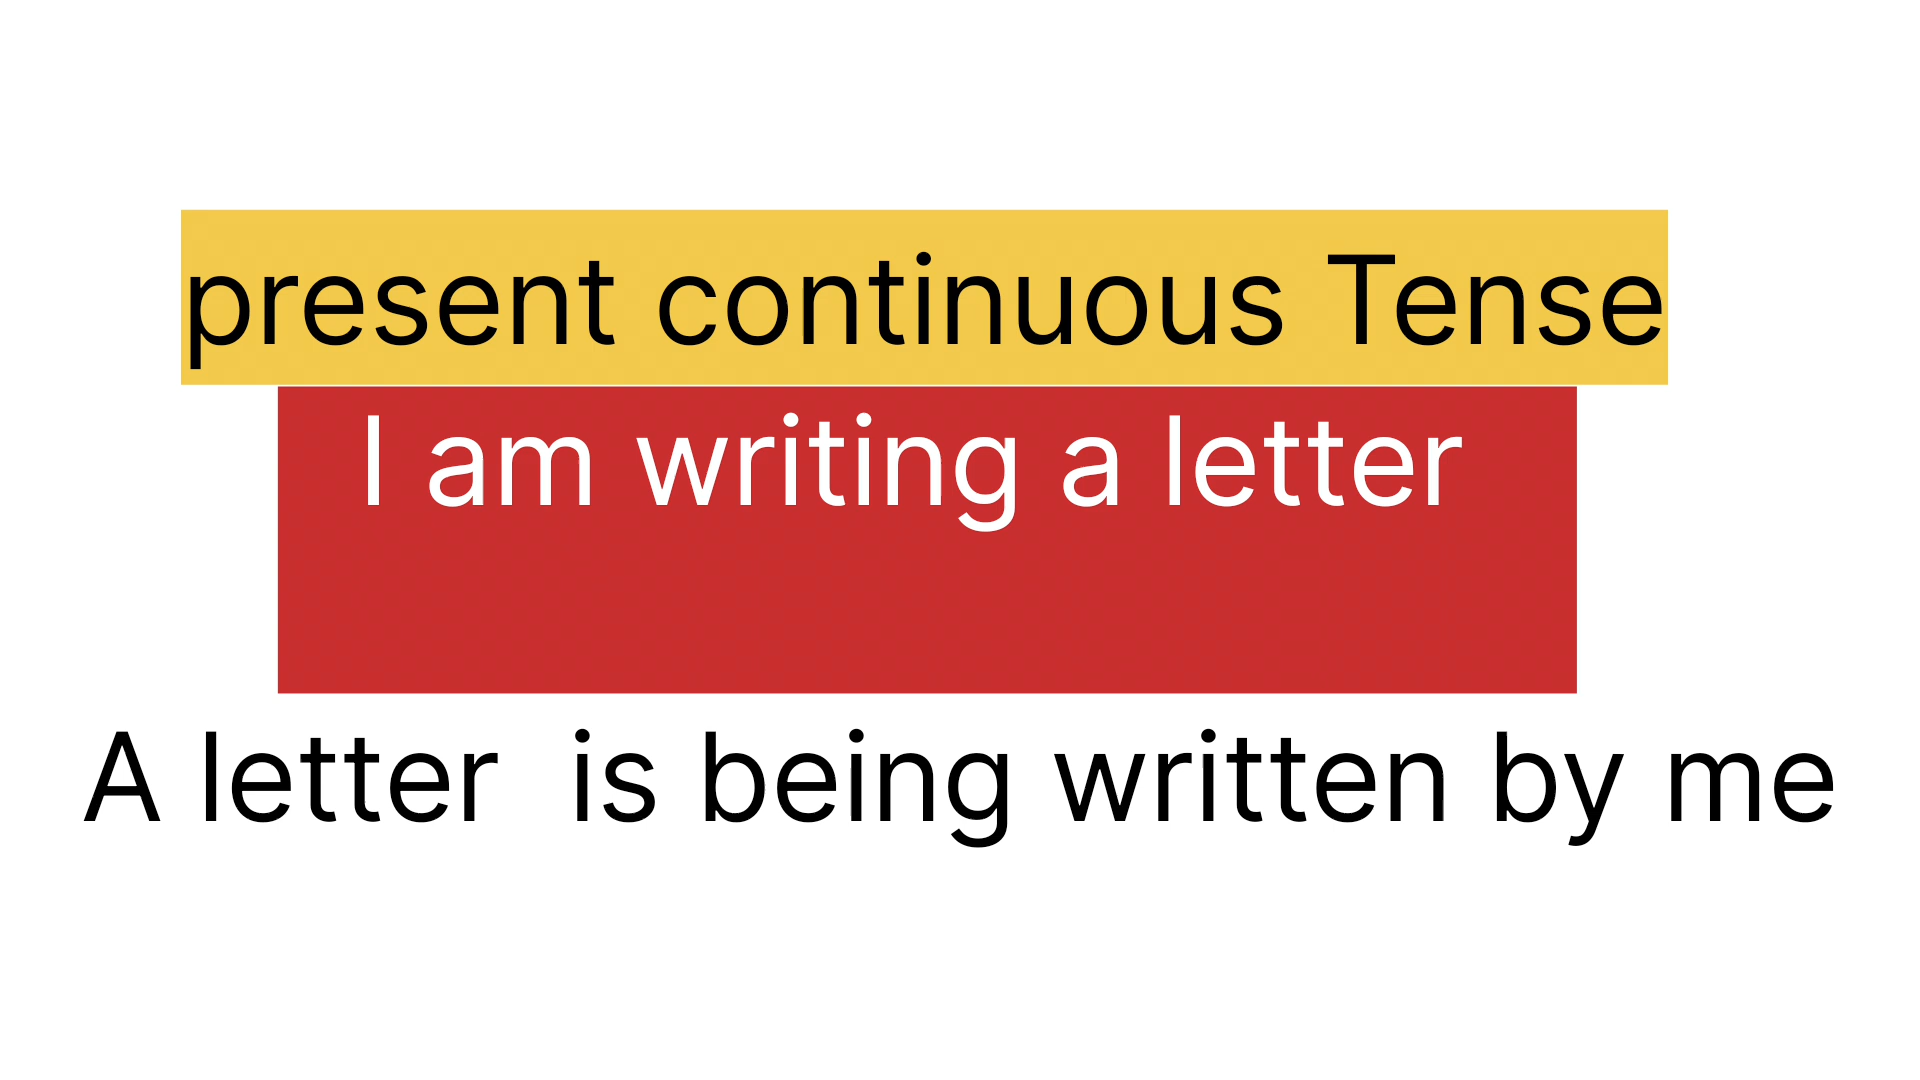 present continuous Tense
I am writing a letter
A letter  is being written by me